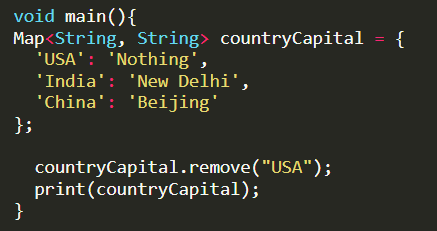 void main(){
Map<String, String> countryCapital = {
  'USA': 'Nothing',
  'India': 'New Delhi',
  'China': 'Beijing'
};

  countryCapital.remove("USA");
  print(countryCapital);
}